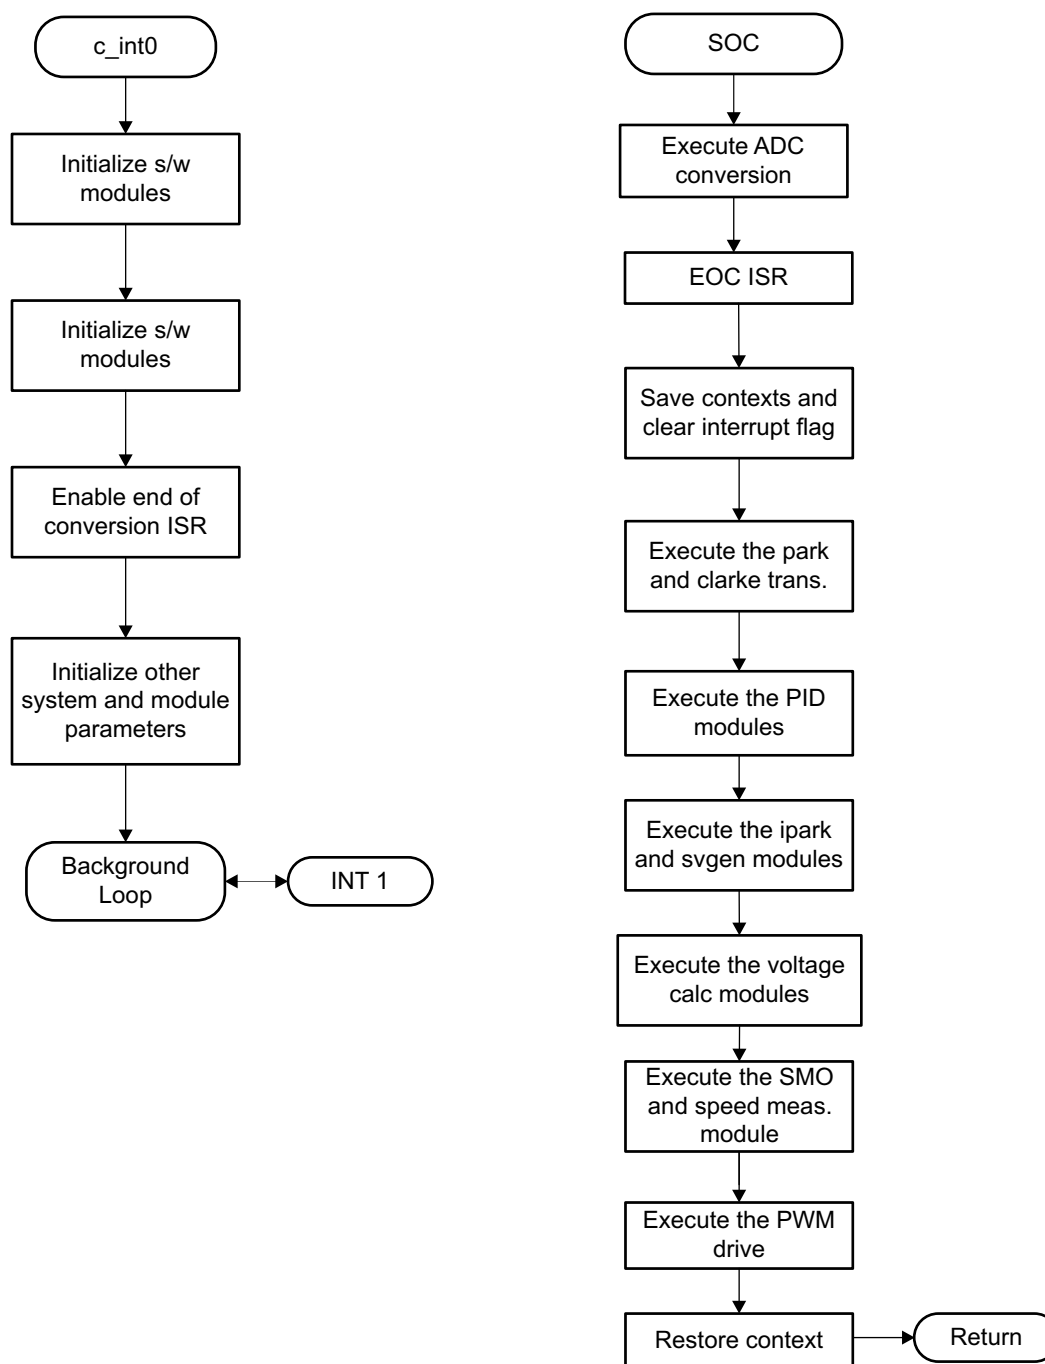 c_int0
Initialize s/w
modules
Initialize s/w
modules
Enable end of
conversion ISR
Initialize other
system and module
parameters
Background
Loop
INT 1
SOC
Execute ADC
conversion
EOC ISR
Save contexts and
clear interrupt flag
Execute the park
and clarke trans.
Execute the PID
modules
Execute the ipark
and svgen modules
Execute the voltage
calc modules
Execute the SMO
and speed meas.
module
Execute the PWM
drive
Restore context
Return